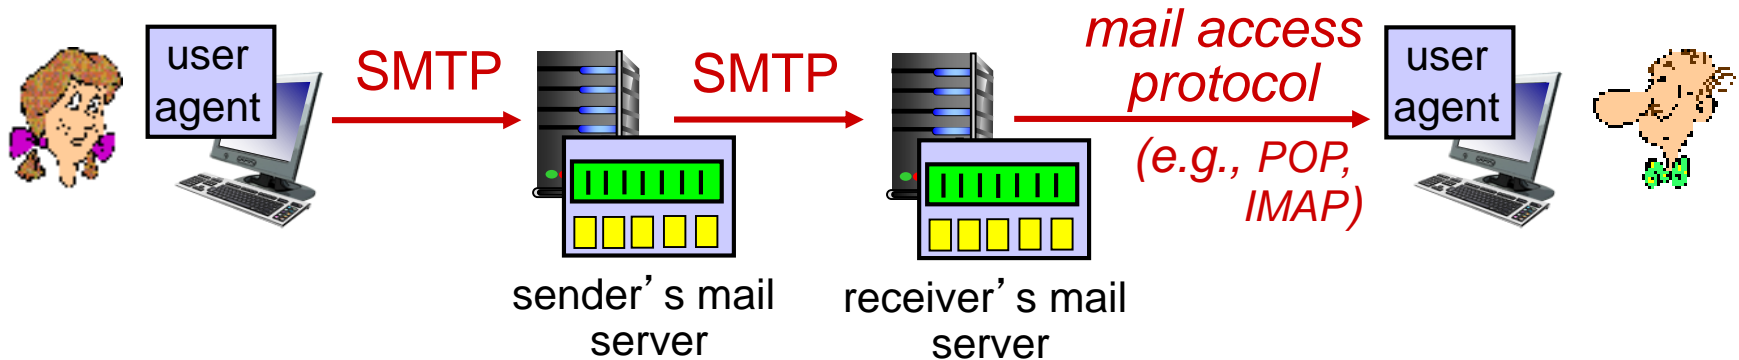 user
agent
SMTP
SMTP
mail access
protocol
(e.g., POP,
IMAP)
user
agent
sender’s mail
server
receiver’s mail
server